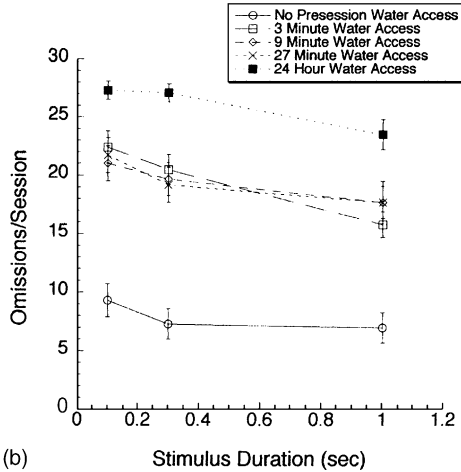 No Presession Water Access
3 Minute Water Access
9 Minute Water Access
27 Minute Water Access
24 Hour Water Access
30
25
20
15
10
5
0
Omissions/Session
0 0.2 0.4 0.6 0.8 1 1.2
(b) Stimulus Duration (sec)